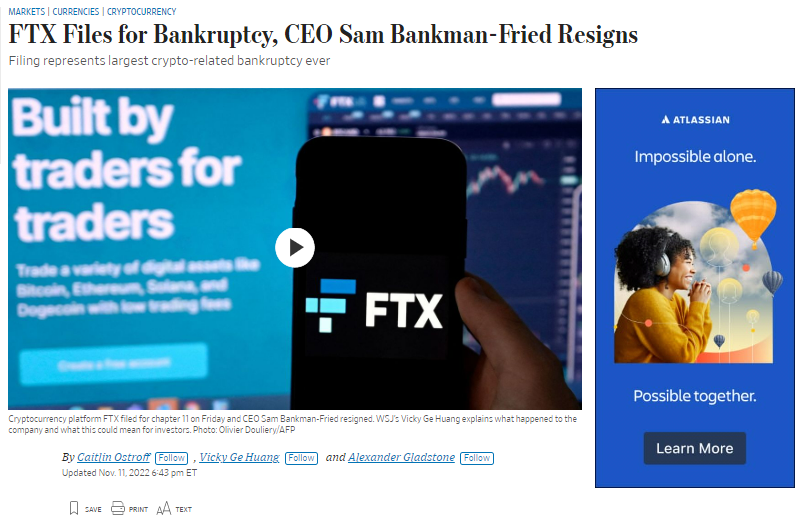 MARKETS | CURRENCIES | CRYPTOCURRENCY
FTX Files for Bankruptcy, CEO Sam Bankman-Fried Resigns
Filing represents largest crypto-related bankruptcy ever
FTX
Built by
traders for
traders
Trade a variety of digital assets like
Bitcoin, Ethereum, Solana, and
Dogecoin with low trading fees
Create a free account
FTX
Cryptocurrency platform FTX filed for chapter 11 on Friday and CEO Sam Bankman-Fried resigned. WSJ's Vicky Ge Huang explains what happened to the
company and what this could mean for investors. Photo: Olivier Douliery/AFP
By Caitlin Ostroff Follow , Vicky Ge Huang Follow and Alexander Gladstone Follow
Updated Nov. 11, 2022 6:43 pm ET
SAVE PRINT AA TEXT
ATLASSIAN
Impossible alone.
Possible together.
Learn More